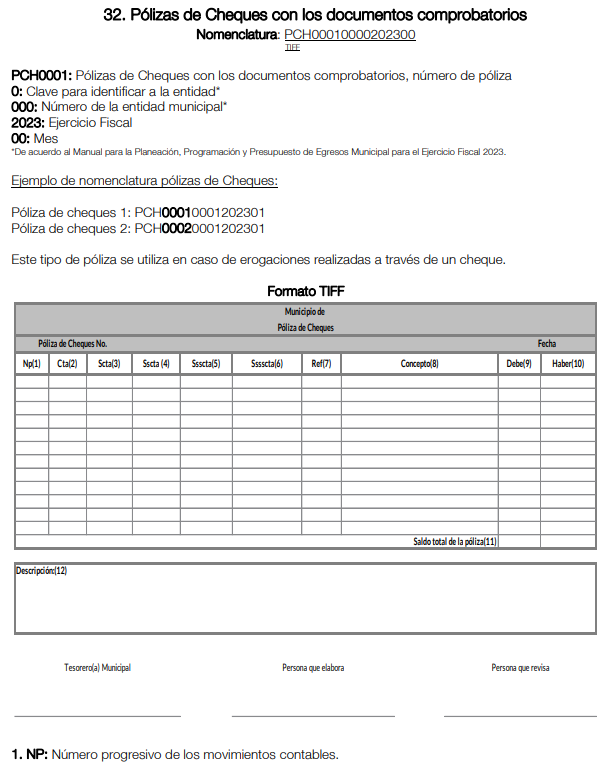 32. Pólizas de Cheques con los documentos comprobatorios
Nomenclatura: PCH00010000202300
TIFF
PCH0001: Pólizas de Cheques con los documentos comprobatorios, número de póliza
0: Clave para identificar a la entidad*
000: Número de la entidad municipal*
2023: Ejercicio Fiscal
00: Mes
*De acuerdo al Manual para la Planeación, Programación y Presupuesto de Egresos Municipal para el Ejercicio Fiscal 2023.
Ejemplo de nomenclatura pólizas de Cheques:
Póliza de cheques 1: PCH00010001202301
Póliza de cheques 2: PCH00020001202301
Este tipo de póliza se utiliza en caso de erogaciones realizadas a través de un cheque.
Formato TIFF
Municipio de
Póliza de Cheques
Póliza de Cheques No. Fecha
Np(1) Cta(2) Scta(3) Sscta (4) Ssscta(5) Sssscta(6) Ref(7) Concepto(8) Debe(9) Haber(10)
Saldo total de la póliza(11)
Descripción:(12)
Tesorero(a) Municipal Persona que elabora Persona que revisa
1. NP: Número progresivo de los movimientos contables.